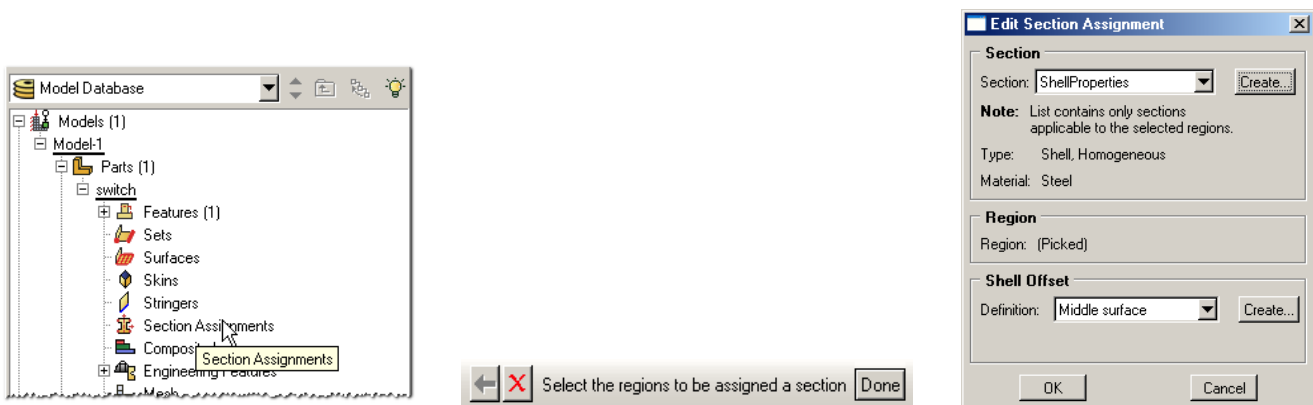 Model Database
Models (1)
Model-1
Parts (1)
switch
Features (1)
Sets
Surfaces
Skins
Stringers
Section Assignments
Section Assignments
Engineering Features
Select the regions to be assigned a section Done
Edit Section Assignment
Section
Section: ShellProperties Create...
Note: List contains only sections
applicable to the selected regions.
Type: Shell, Homogeneous
Material: Steel
Region
Region: (Picked)
Shell Offset
Definition: Middle surface Create...
OK Cancel